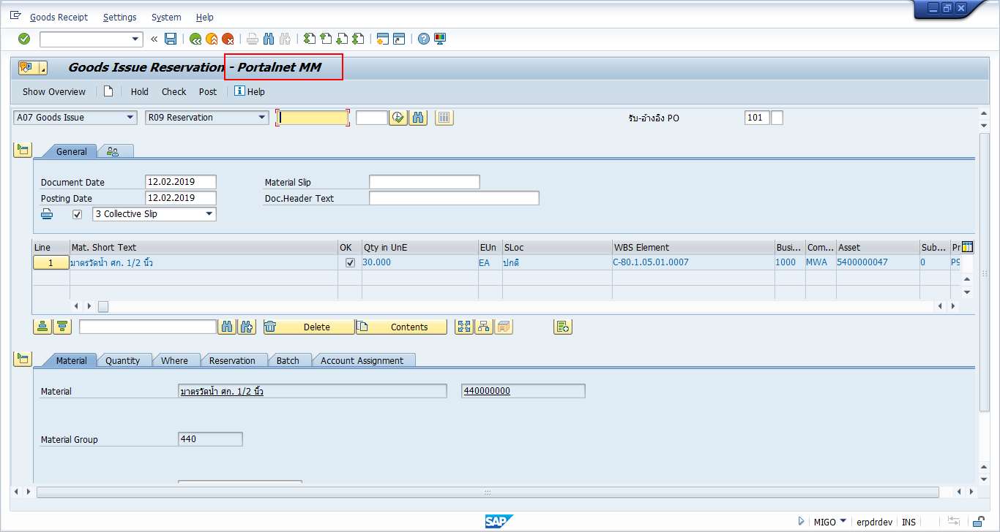 Goods Receipt Settings System Help
Goods Issue Reservation - Portalnet MM
Show Overview Hold Check Post Help
A07 Goods Issue R09 Reservation รับ-อ้างอิง PO 101
General
Document Date 12.02.2019 Material Slip
Posting Date 12.02.2019 Doc.Header Text
3 Collective Slip
Line Mat. Short Text OK Qty in UnE EUn SLoc WBS Element Busi... Com... Asset Sub... Pr
1 มาตรวัดน้ำ ศก. 1/2 นิ้ว 30.000 EA ปกติ C-80.1.05.01.0007 1000 MWA 5400000047 0 P9
Delete Contents
Material Quantity Where Reservation Batch Account Assignment
Material มาตรวัดน้ำ ศก. 1/2 นิ้ว 440000000
Material Group 440
SAP MIGO erpdrdev INS